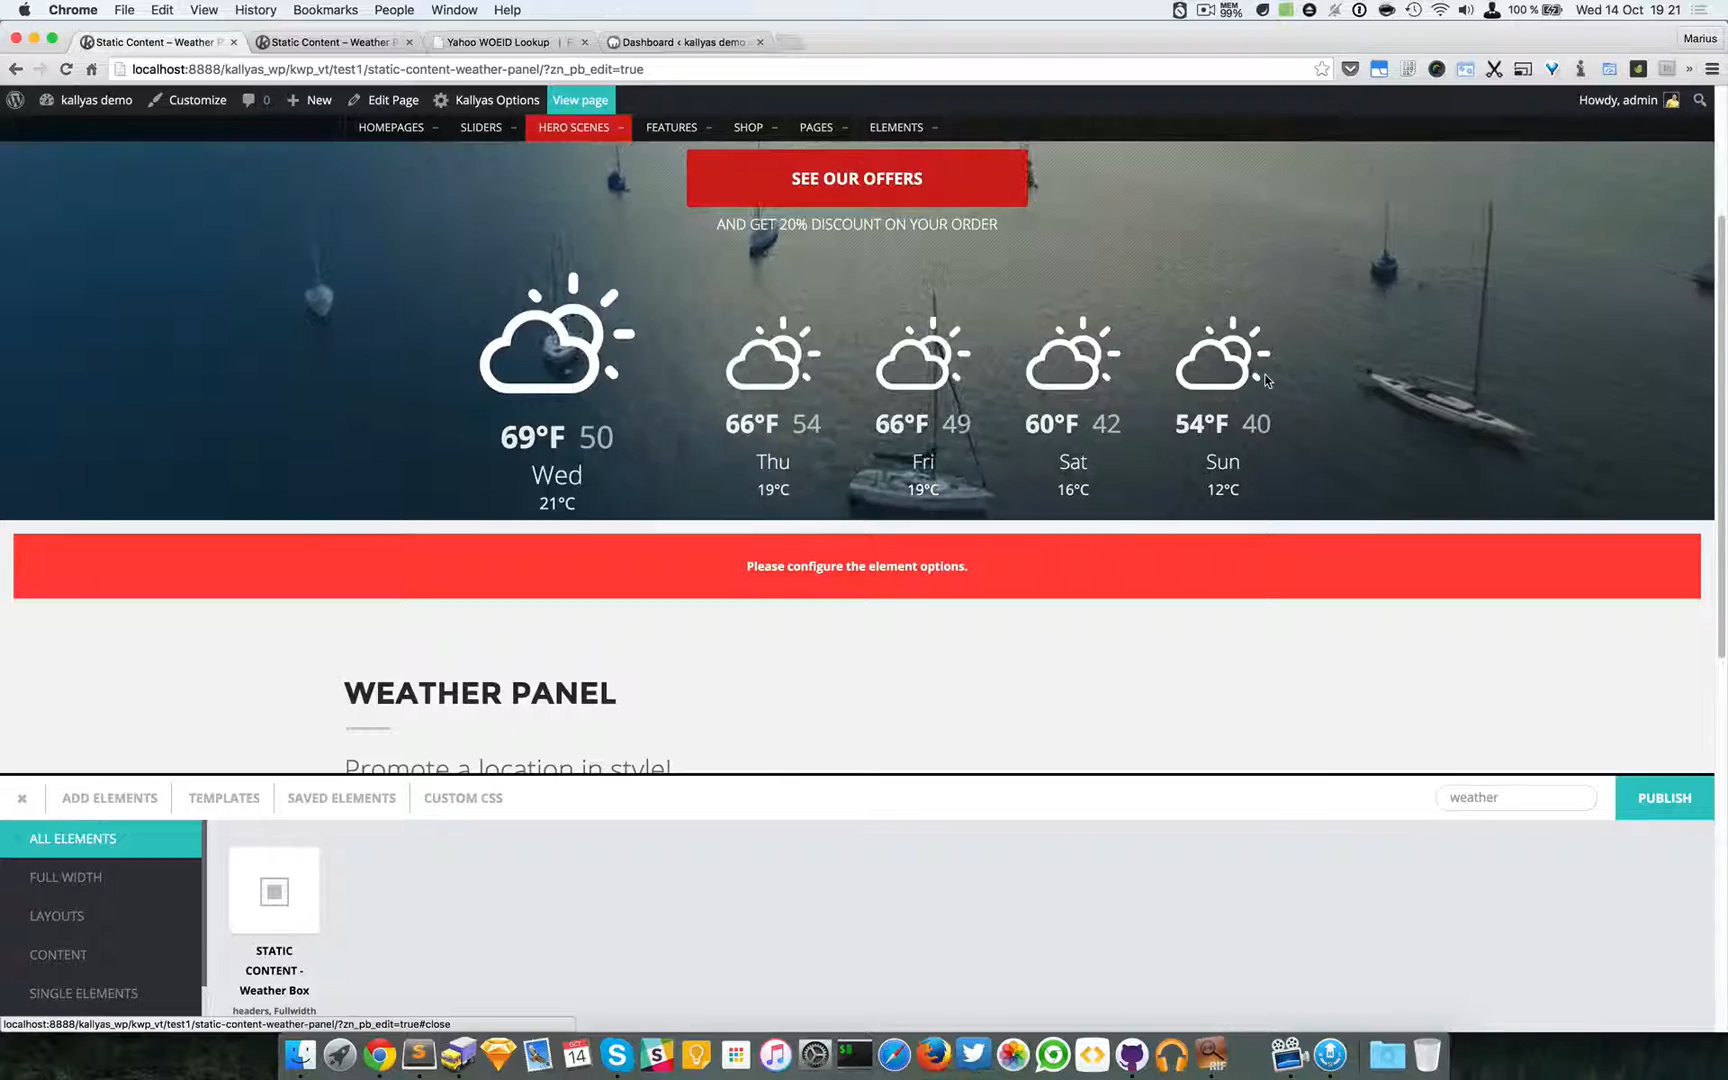 Chrome File Edit View History Bookmarks People Window Help MEM 99% 100 % Wed 14 Oct 19 21
Static Content – Weather P Static Content – Weather P Yahoo WOEID Lookup | F Dashboard ‹ kallyas demo Marius
localhost:8888/kallyas_wp/kwp_vt/test1/static-content-weather-panel/?zn_pb_edit=true
kallyas demo Customize 0 New Edit Page Kallyas Options View page Howdy, admin
HOMEPAGES SLIDERS HERO SCENES FEATURES SHOP PAGES ELEMENTS
SEE OUR OFFERS
AND GET 20% DISCOUNT ON YOUR ORDER
69°F 50 66°F 54 66°F 49 60°F 42 54°F 40
Wed Thu Fri Sat Sun
21°C 19°C 19°C 16°C 12°C
Please configure the element options.
WEATHER PANEL
Promote a location in style!
ADD ELEMENTS TEMPLATES SAVED ELEMENTS CUSTOM CSS weather PUBLISH
ALL ELEMENTS
FULL WIDTH
LAYOUTS
CONTENT
SINGLE ELEMENTS
STATIC
CONTENT -
Weather Box
headers, Fullwidth
localhost:8888/kallyas_wp/kwp_vt/test1/static-content-weather-panel/?zn_pb_edit=true#close
OCT
14